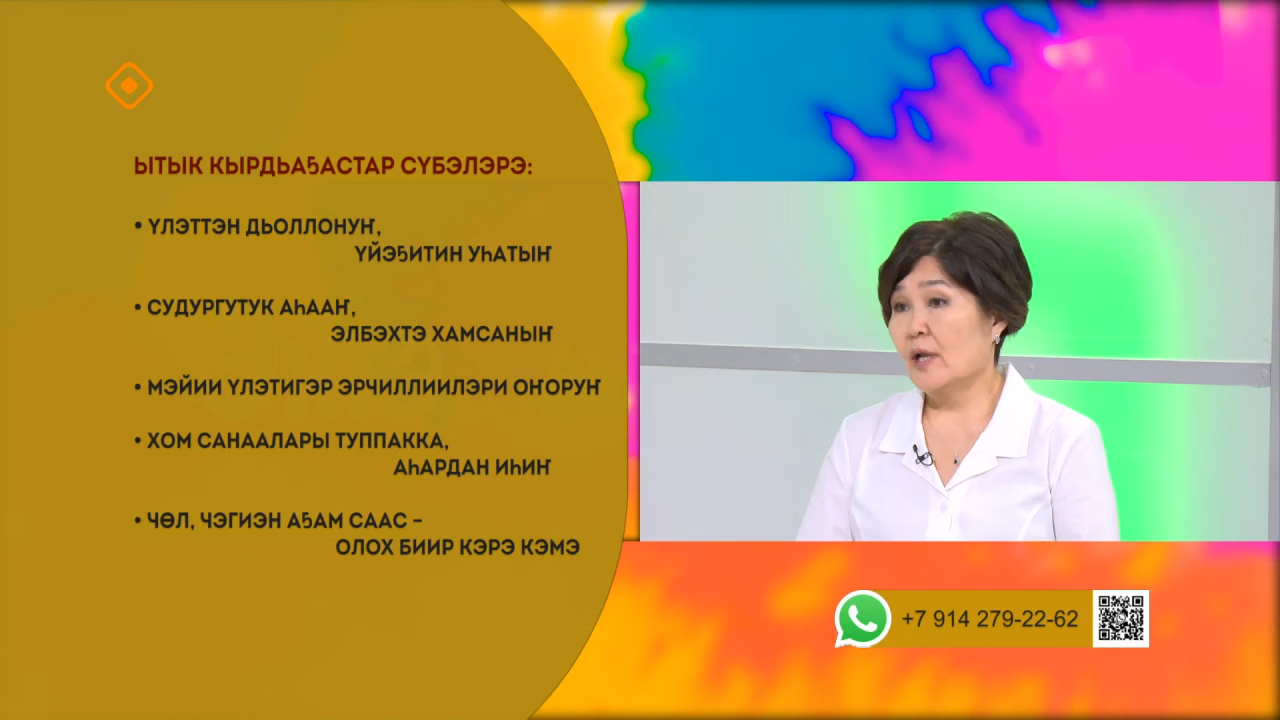 ЫТЫК КЫРДЬАҔАСТАР СҮБЭЛЭРЭ:
• ҮЛЭТТЭН ДЬОЛЛОНУҤ,
ҮЙЭҔИТИН УҺАТЫҤ
• СУДУРГУТУК АҺААҤ,
ЭЛБЭХТЭ ХАМСАНЫҤ
• МЭЙИИ ҮЛЭТИГЭР ЭРЧИЛЛИИЛЭРИ ОҤОРУҤ
• ХОМ САНААЛАРЫ ТУППАККА,
АҺАРДАН ИҺИҤ
• ЧӨЛ, ЧЭГИЭН АҔАМ СААС –
ОЛОХ БИИР КЭРЭ КЭМЭ
+7 914 279-22-62